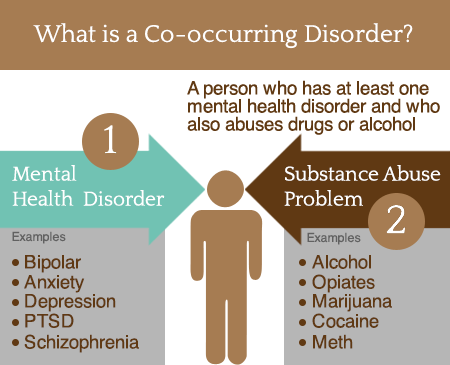 What is a Co-occurring Disorder?
A person who has at least one
mental health disorder and who
also abuses drugs or alcohol
1
Mental
Health Disorder
Examples
• Bipolar
• Anxiety
• Depression
• PTSD
• Schizophrenia
Substance Abuse
Problem
2
Examples
• Alcohol
• Opiates
• Marijuana
• Cocaine
• Meth